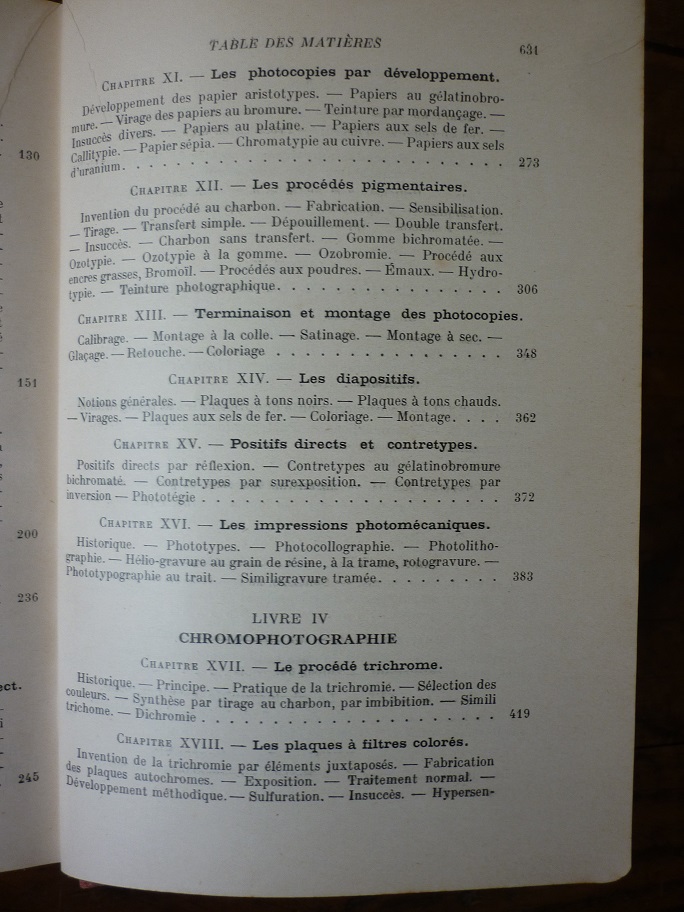 130
151
200
236
ect.
245
TABLE DES MATIÈRES 631
CHAPITRE XI. — Les photocopies par développement.
Développement des papier aristotypes. — Papiers au gélatinobro-
mure. — Virage des papiers au bromure. — Teinture par mordançage. —
Insuccès divers. — Papiers au platine. — Papiers aux sels de fer. —
Callitypie. — Papier sépia. — Chromatypie au cuivre. — Papiers aux sels
d'uranium. . . . . . . . . . . . . . . . . . . . . . . . . 273
CHAPITRE XII. — Les procédés pigmentaires.
Invention du procédé au charbon. — Fabrication. — Sensibilisation.
— Tirage. — Transfert simple. — Dépouillement. — Double transfert.
— Insuccès. — Charbon sans transfert. — Gomme bichromatée. —
Ozotypie. — Ozotypie à la gomme. — Ozobromie. — Procédé aux
encres grasses, Bromoïl. — Procédés aux poudres. — Émaux. — Hydro-
typie. — Teinture photographique. . . . . . . . . . . . . . . 306
CHAPITRE XIII. — Terminaison et montage des photocopies.
Calibrage. — Montage à la colle. — Satinage. — Montage à sec. —
Glaçage. — Retouche. — Coloriage . . . . . . . . . . . . . . . 348
CHAPITRE XIV. — Les diapositifs.
Notions générales. — Plaques à tons noirs. — Plaques à tons chauds.
— Virages. — Plaques aux sels de fer. — Coloriage. — Montage. . . . 362
CHAPITRE XV. — Positifs directs et contretypes.
Positifs directs par réflexion. — Contretypes au gélatinobromure
bichromaté. — Contretypes par surexposition. — Contretypes par
inversion — Phototégie . . . . . . . . . . . . . . . . . . . . 372
CHAPITRE XVI. — Les impressions photomécaniques.
Historique. — Phototypes. — Photocollographie. — Photolitho-
graphie. — Hélio-gravure au grain de résine, à la trame, rotogravure. —
Phototypographie au trait. — Similigravure tramée. . . . . . . . . 383
LIVRE IV
CHROMOPHOTOGRAPHIE
CHAPITRE XVII. — Le procédé trichrome.
Historique. — Principe. — Pratique de la trichromie. — Sélection des
couleurs. — Synthèse par tirage au charbon, par imbibition. — Simili
trichome. — Dichromie . . . . . . . . . . . . . . . . . . . . 419
CHAPITRE XVIII. — Les plaques à filtres colorés.
Invention de la trichromie par éléments juxtaposés. — Fabrication
des plaques autochromes. — Exposition. — Traitement normal. —
Développement méthodique. — Sulfuration. — Insuccès. — Hypersen-